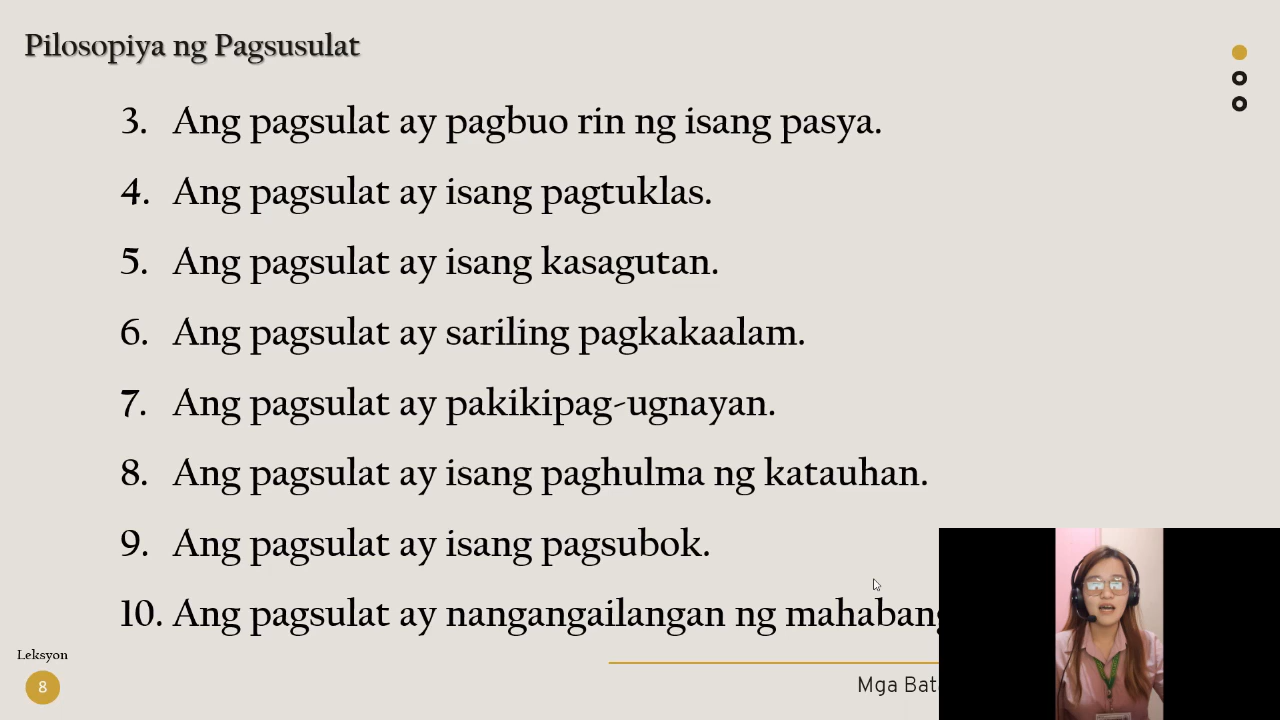 Pilosopiya ng Pagsusulat
3. Ang pagsulat ay pagbuo rin ng isang pasya.
4. Ang pagsulat ay isang pagtuklas.
5. Ang pagsulat ay isang kasagutan.
6. Ang pagsulat ay sariling pagkakaalam.
7. Ang pagsulat ay pakikipag-ugnayan.
8. Ang pagsulat ay isang paghulma ng katauhan.
9. Ang pagsulat ay isang pagsubok.
10. Ang pagsulat ay nangangailangan ng
Leksyon
8
Mga